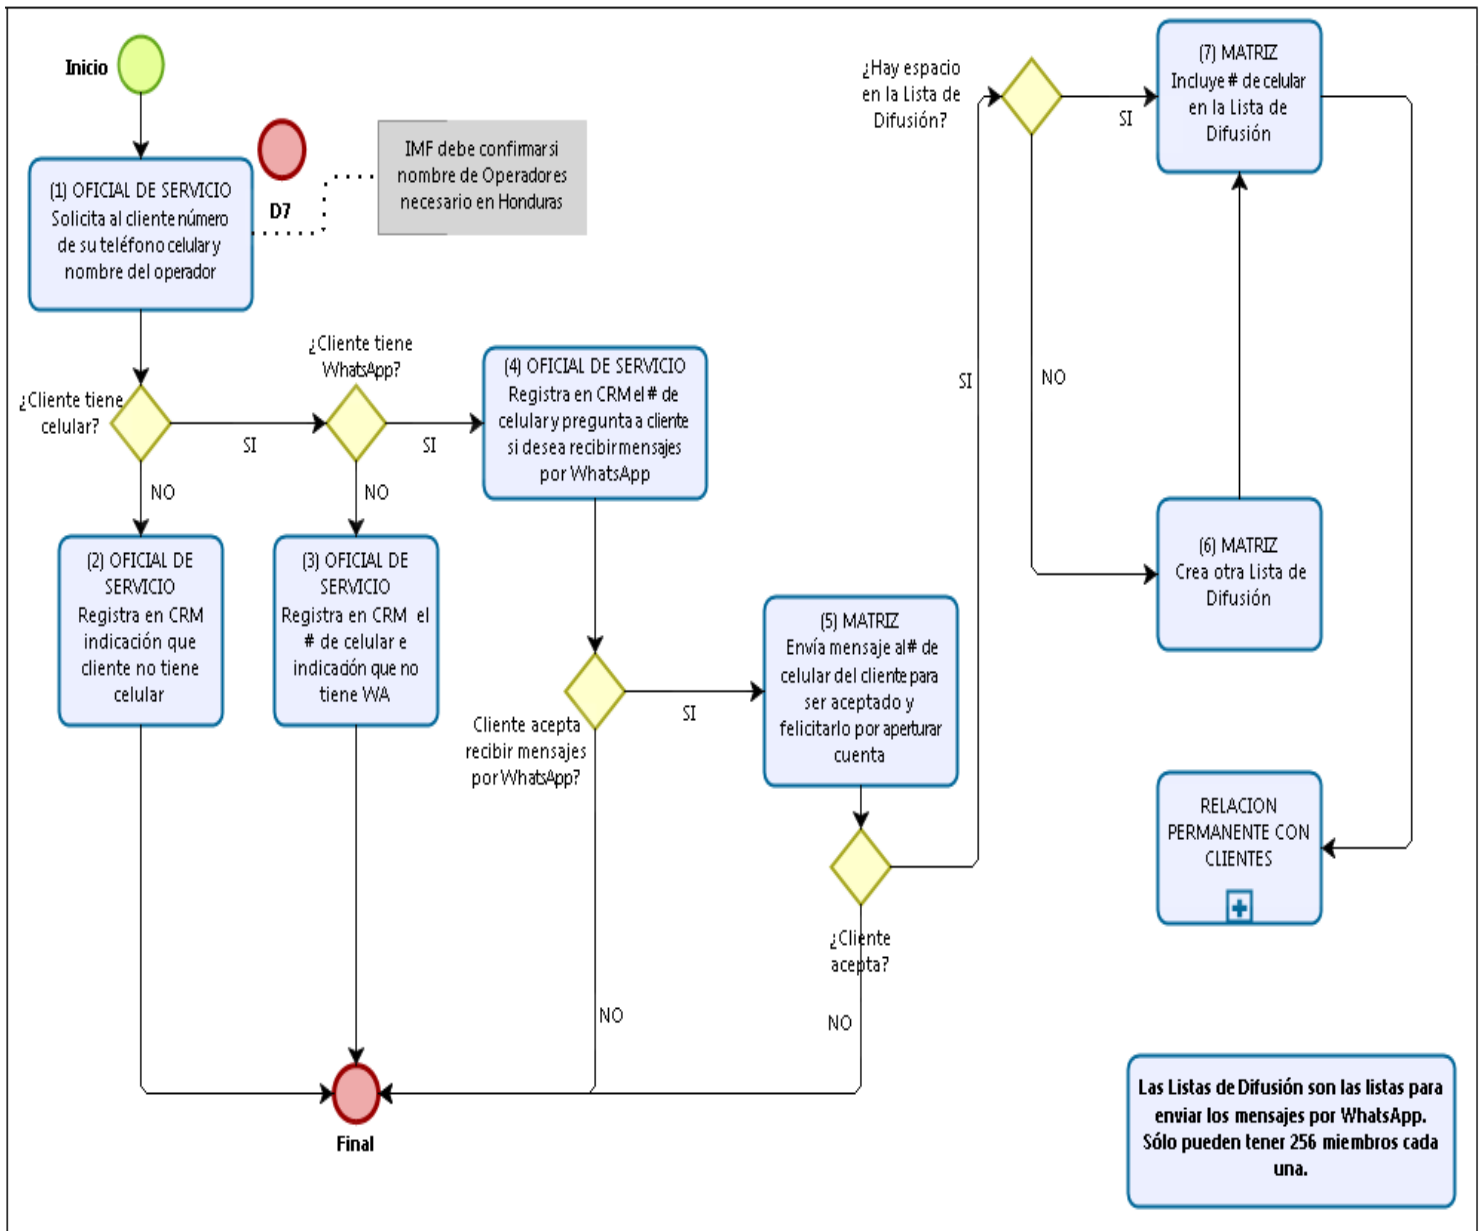 Inicio
(1) OFICIAL DE SERVICIO
Solicita al cliente número
de su teléfono celular y
nombre del operador
D7
IMF debe confirmar si
nombre de Operadores
necesario en Honduras
¿Cliente tiene
celular?
SI
NO
¿Cliente tiene
WhatsApp?
SI
NO
(2) OFICIAL DE
SERVICIO
Registra en CRM
indicación que
cliente no tiene
celular
(3) OFICIAL DE
SERVICIO
Registra en CRM el
# de celular e
indicación que no
tiene WA
(4) OFICIAL DE SERVICIO
Registra en CRM el # de
celular y pregunta a cliente
si desea recibir mensajes
por WhatsApp
Cliente acepta
recibir mensajes
por WhatsApp?
SI
NO
(5) MATRIZ
Envía mensaje al # de
celular del cliente para
ser aceptado y
felicitarlo por aperturar
cuenta
¿Cliente
acepta?
NO
SI
¿Hay espacio
en la Lista de
Difusión?
SI
NO
(7) MATRIZ
Incluye # de celular
en la Lista de
Difusión
(6) MATRIZ
Crea otra Lista de
Difusión
RELACION
PERMANENTE CON
CLIENTES
Final
Las Listas de Difusión son las listas para
enviar los mensajes por WhatsApp.
Sólo pueden tener 256 miembros cada
una.